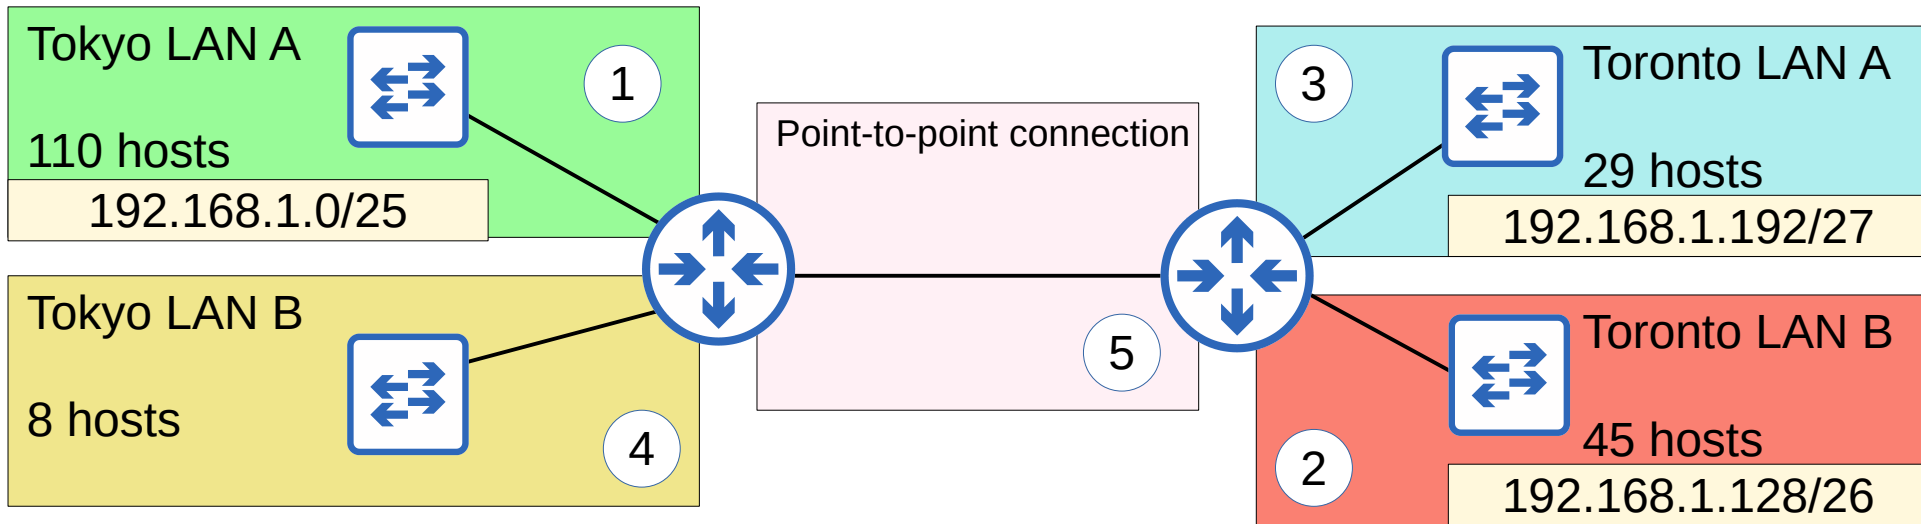 Tokyo LAN A
1
110 hosts
192.168.1.0/25
Tokyo LAN B
8 hosts
4
Point-to-point connection
5
3
Toronto LAN A
29 hosts
192.168.1.192/27
Toronto LAN B
45 hosts
2
192.168.1.128/26